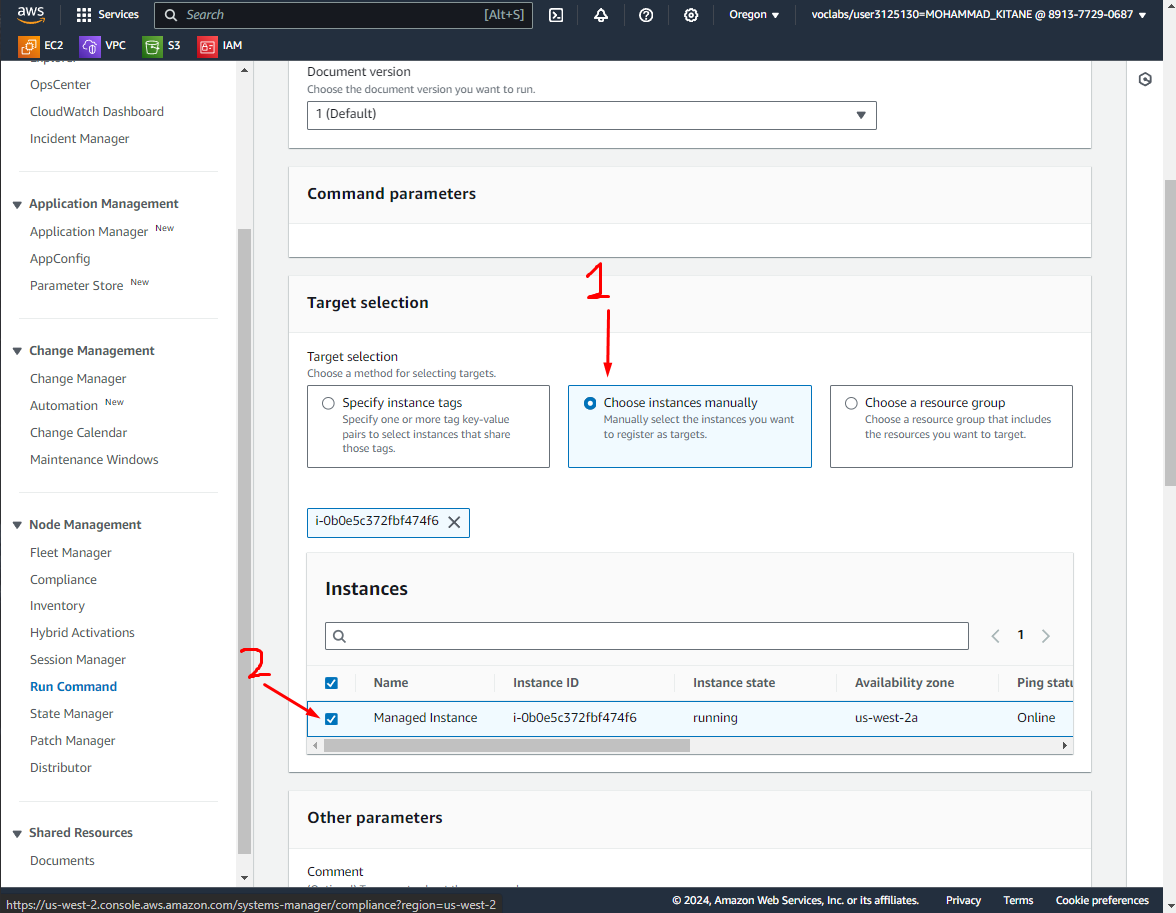 aws
Services
Search
[Alt+S]
Oregon
voclabs/user3125130=MOHAMMAD_KITANE @ 8913-7729-0687
EC2
VPC
S3
IAM
OpsCenter
CloudWatch Dashboard
Incident Manager
Application Management
Application Manager New
AppConfig
Parameter Store New
Change Management
Change Manager
Automation New
Change Calendar
Maintenance Windows
Node Management
Fleet Manager
Compliance
Inventory
Hybrid Activations
Session Manager
Run Command
State Manager
Patch Manager
Distributor
Shared Resources
Documents
Document version
Choose the document version you want to run.
1 (Default)
Command parameters
1
Target selection
Target selection
Choose a method for selecting targets.
Specify instance tags
Specify one or more tag key-value
pairs to select instances that share
those tags.
Choose instances manually
Manually select the instances you want
to register as targets.
Choose a resource group
Choose a resource group that includes
the resources you want to target.
i-0b0e5c372fbf474f6
Instances
1
2
Name
Instance ID
Instance state
Availability zone
Ping statu
Managed Instance
i-0b0e5c372fbf474f6
running
us-west-2a
Online
Other parameters
Comment
https://us-west-2.console.aws.amazon.com/systems-manager/compliance?region=us-west-2
© 2024, Amazon Web Services, Inc. or its affiliates.
Privacy
Terms
Cookie preferences